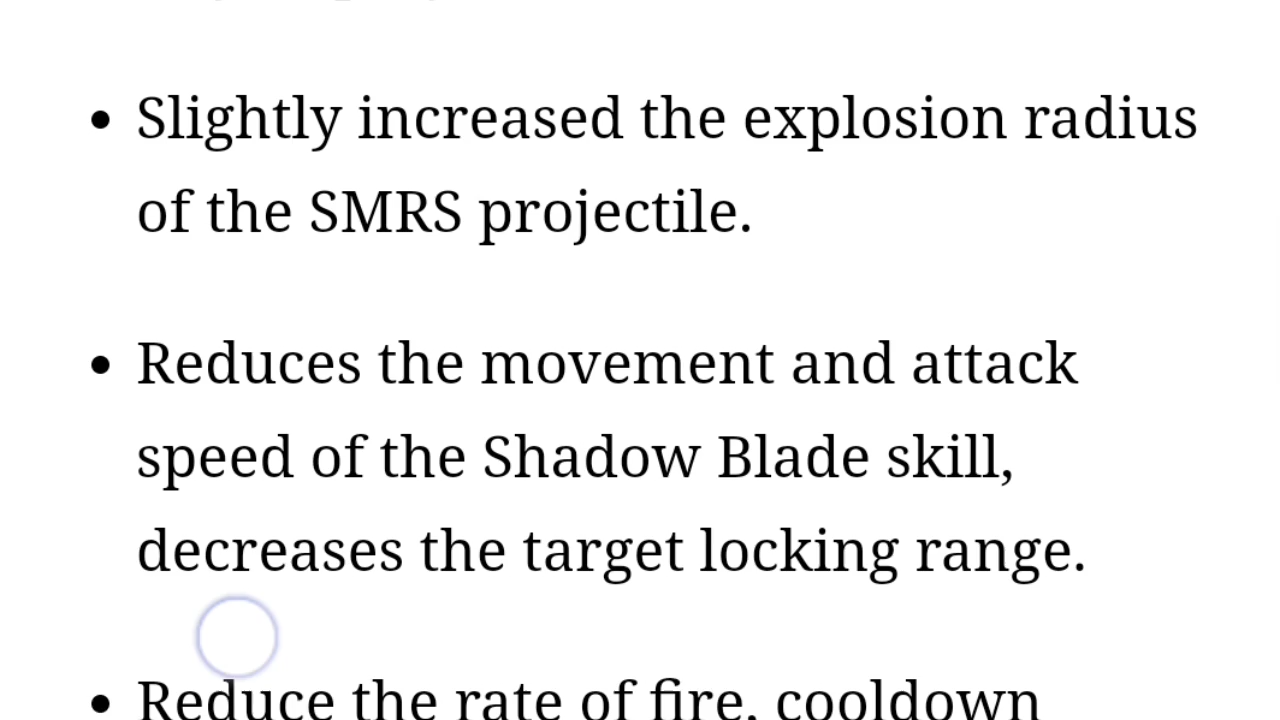 • Slightly increased the explosion radius
of the SMRS projectile.
• Reduces the movement and attack
speed of the Shadow Blade skill,
decreases the target locking range.
• Reduce the rate of fire, cooldown